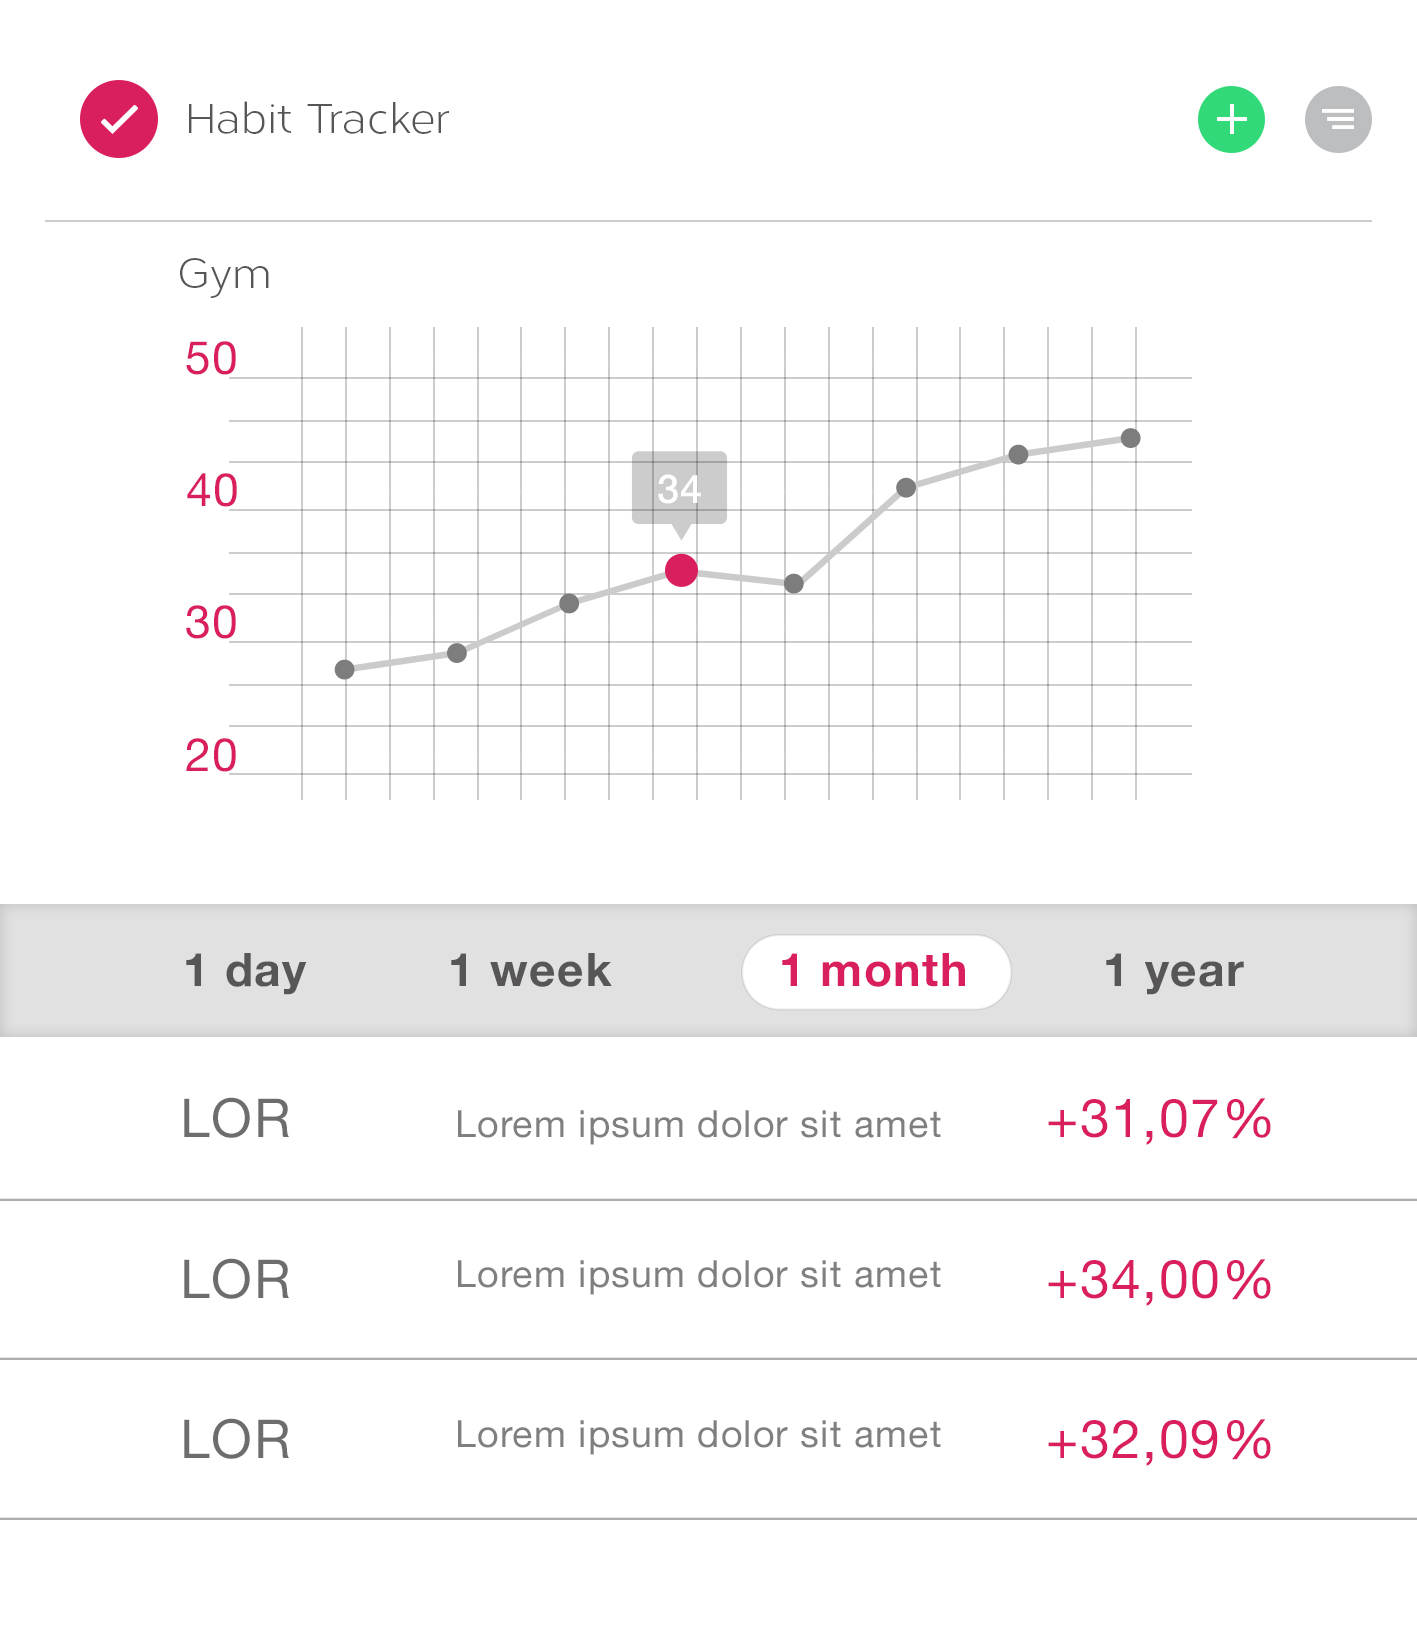 Habit Tracker
Gym
50
34
40
30
20
1 day 1 week 1 month 1 year
LOR Lorem ipsum dolor sit amet +31,07%
LOR Lorem ipsum dolor sit amet +34,00%
LOR Lorem ipsum dolor sit amet +32,09%